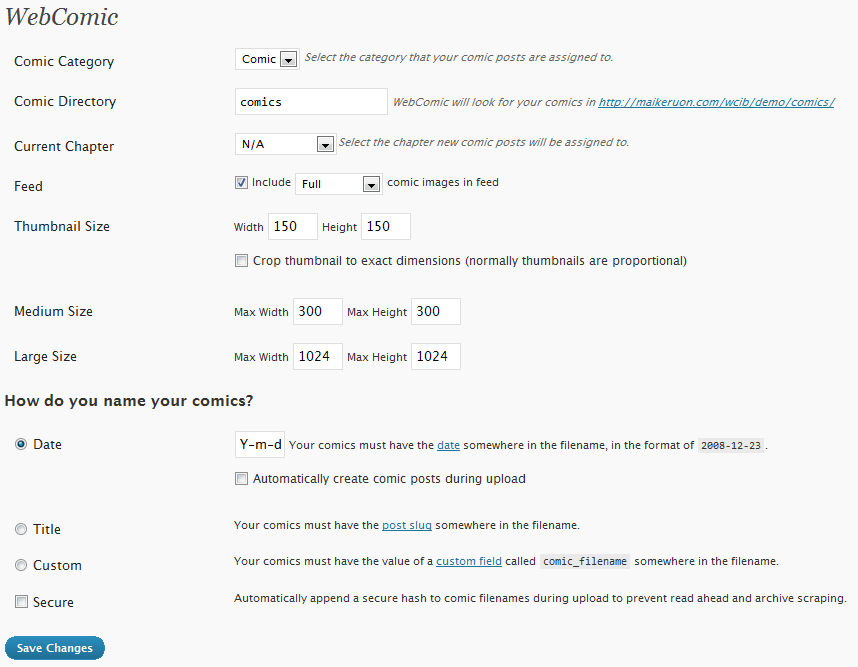 WebComic
Comic Category Comic Select the category that your comic posts are assigned to.
Comic Directory comics WebComic will look for your comics in http://maikeruon.com/wcib/demo/comics/
Current Chapter N/A Select the chapter new comic posts will be assigned to.
Feed Include Full comic images in feed
Thumbnail Size Width 150 Height 150
Crop thumbnail to exact dimensions (normally thumbnails are proportional)
Medium Size Max Width 300 Max Height 300
Large Size Max Width 1024 Max Height 1024
How do you name your comics?
Date Y-m-d Your comics must have the date somewhere in the filename, in the format of 2008-12-23.
Automatically create comic posts during upload
Title Your comics must have the post slug somewhere in the filename.
Custom Your comics must have the value of a custom field called comic_filename somewhere in the filename.
Secure Automatically append a secure hash to comic filenames during upload to prevent read ahead and archive scraping.
Save Changes